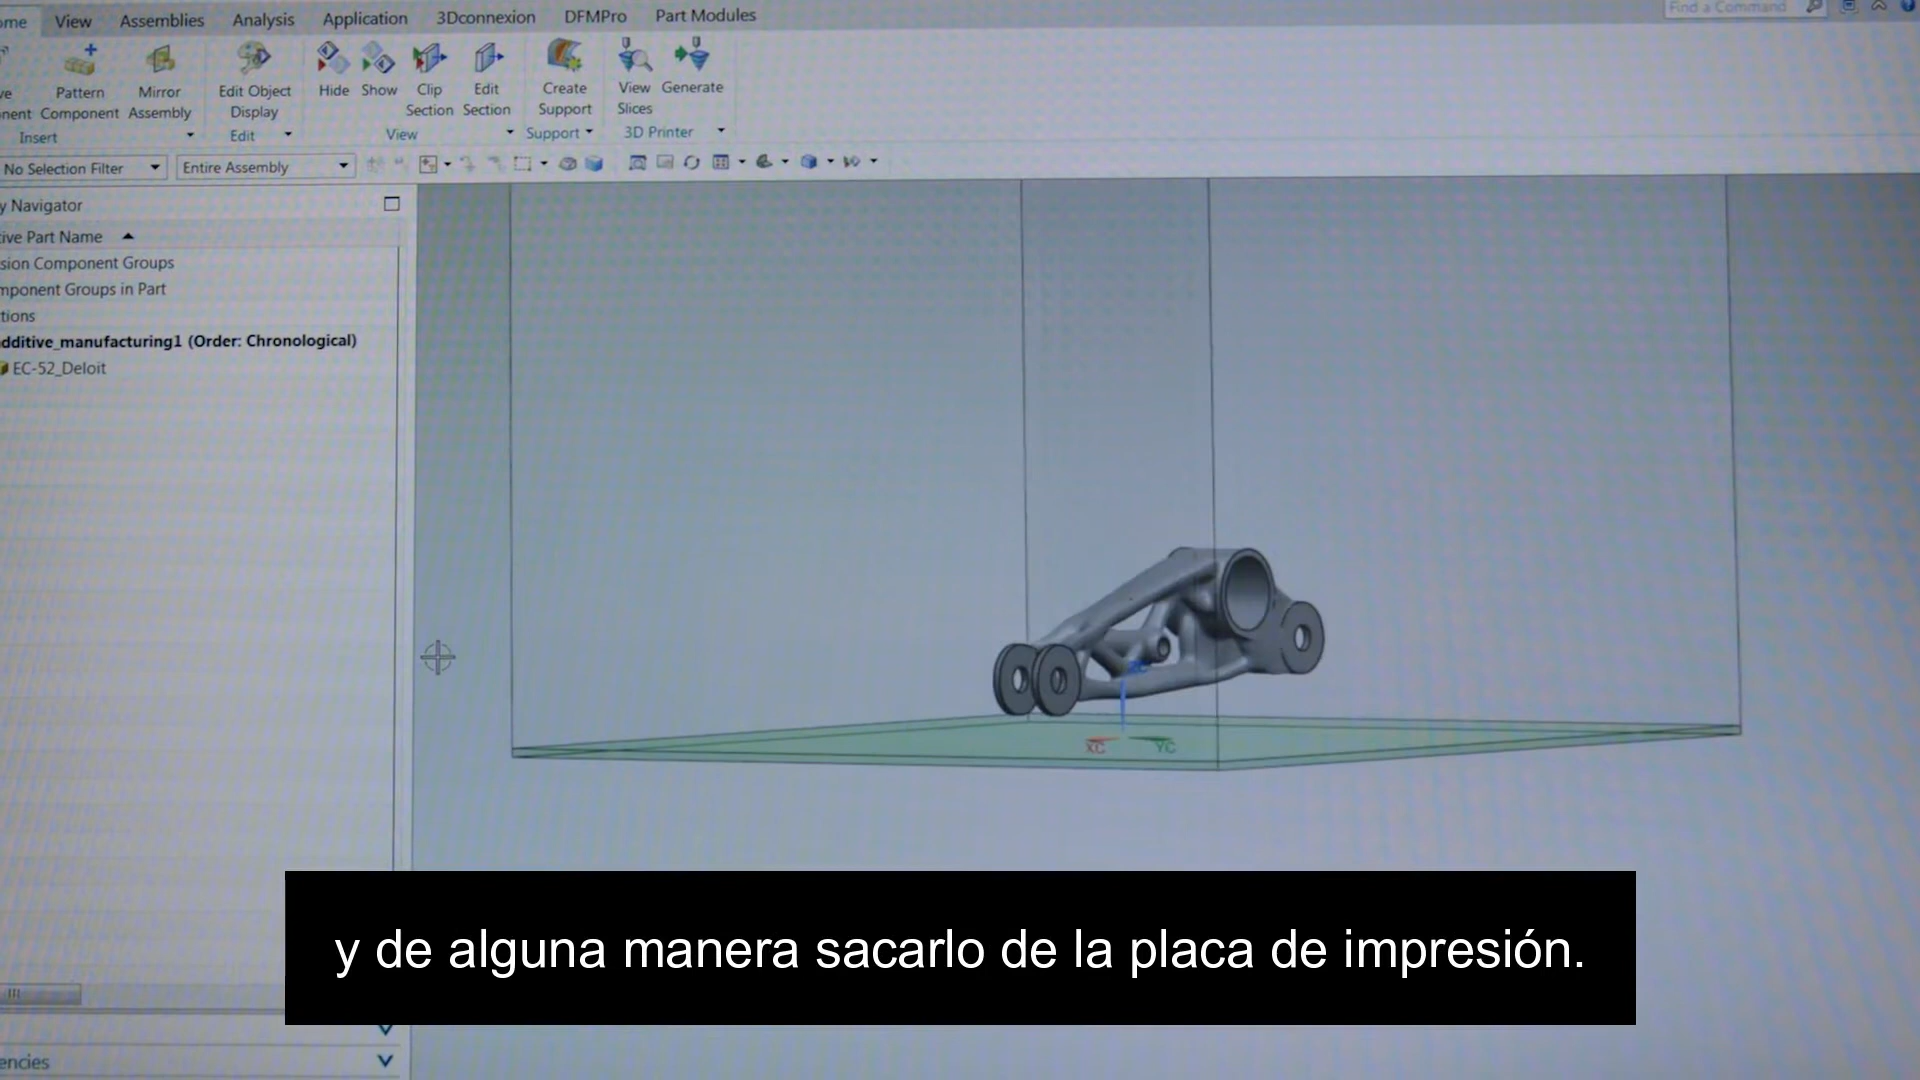 View Assemblies Analysis Application 3Dconnexion DFMPro Part Modules
Find a Command
Pattern Component
Mirror Assembly
Edit Object Display
Hide
Show
Clip Section
Edit Section
Create Support
View Slices
Generate
Insert
Edit
View
Support
3D Printer
No Selection Filter
Entire Assembly
y Navigator
ive Part Name
sion Component Groups
mponent Groups in Part
tions
dditive_manufacturing1 (Order: Chronological)
EC-52_Deloit
XC
YC
y de alguna manera sacarlo de la placa de impresión.
encies